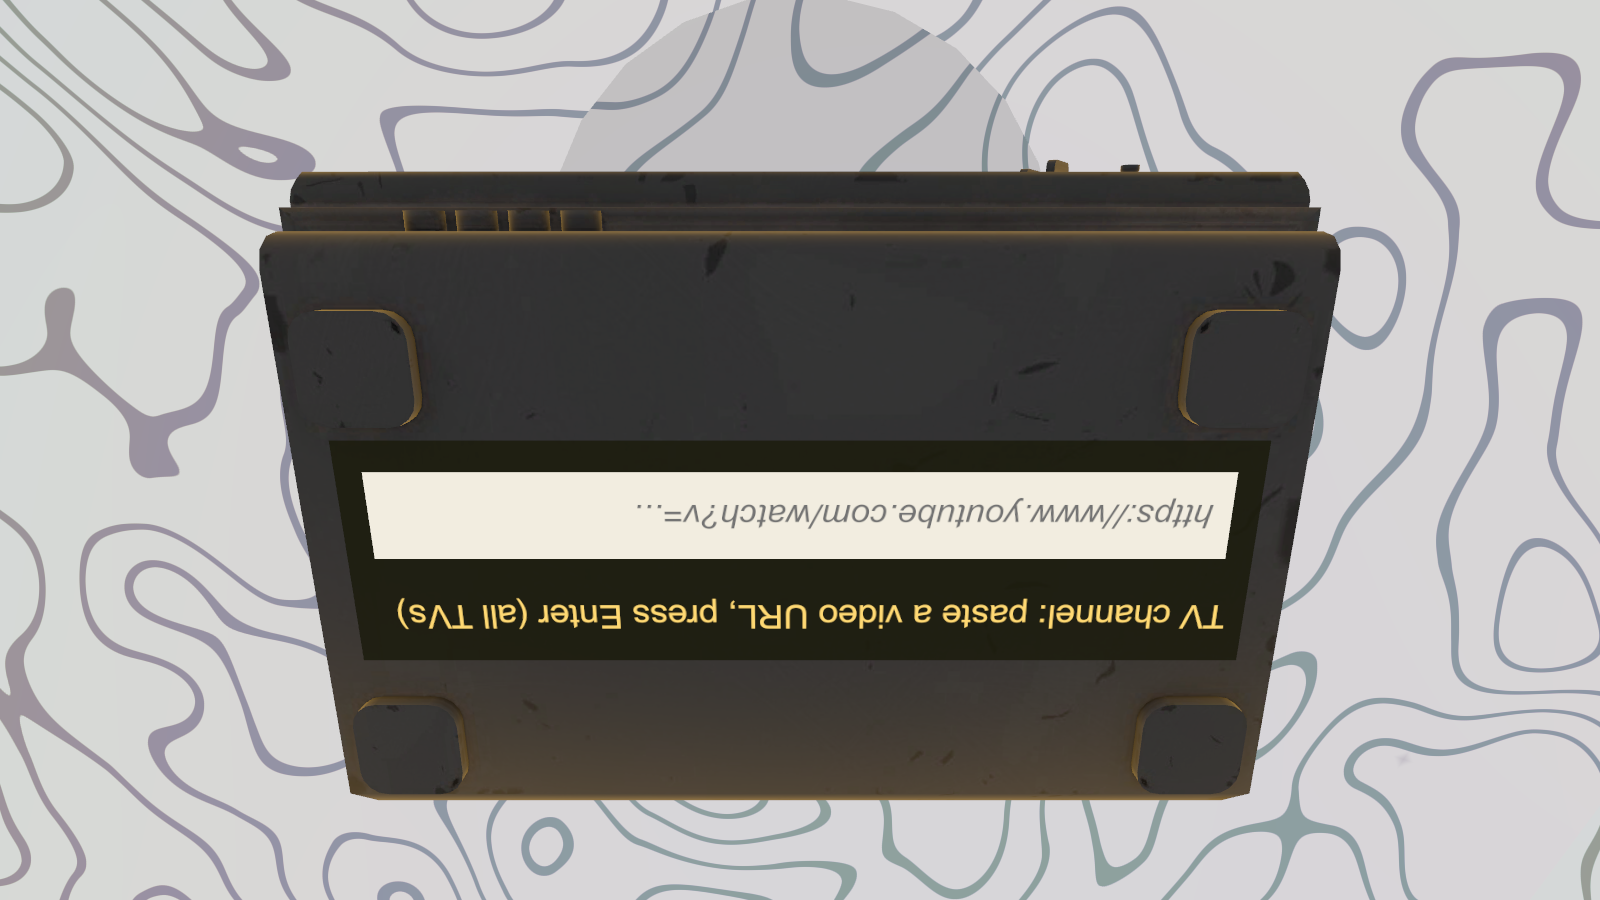 TV channel: paste a video URL, press Enter (all TVs)
https://www.youtube.com/watch?v=...